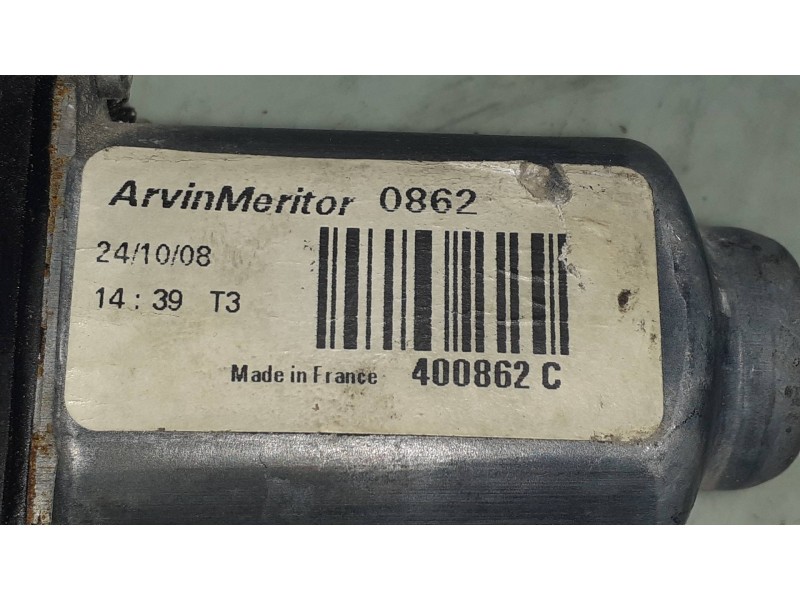 ArvinMeritor 0862
24/10/08
14:39 T3
Made in France 400862 C